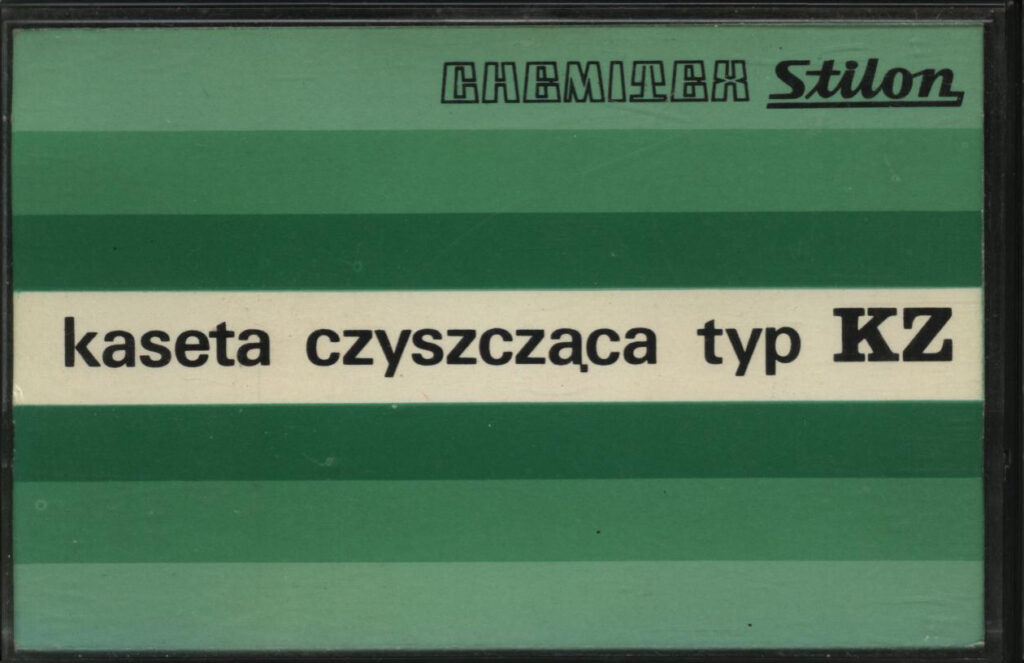 CHEMITEX Stilon
kaseta czyszcząca typ KZ